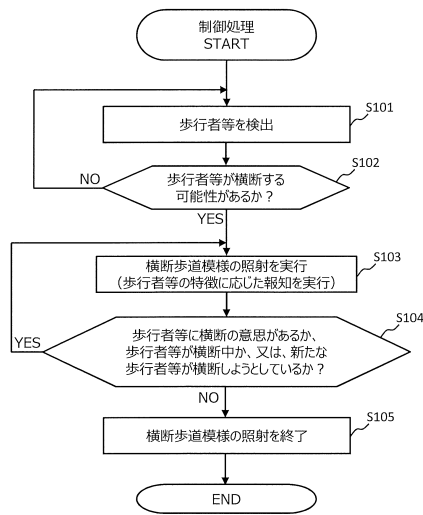 制御処理
START
S101
歩行者等を検出
S102
歩行者等が横断する
可能性があるか？
NO
YES
S103
横断歩道模様の照射を実行
（歩行者等の特徴に応じた報知を実行）
S104
歩行者等に横断の意思があるか、
歩行者等が横断中か、又は、新たな
歩行者等が横断しようとしているか？
YES
NO
S105
横断歩道模様の照射を終了
END